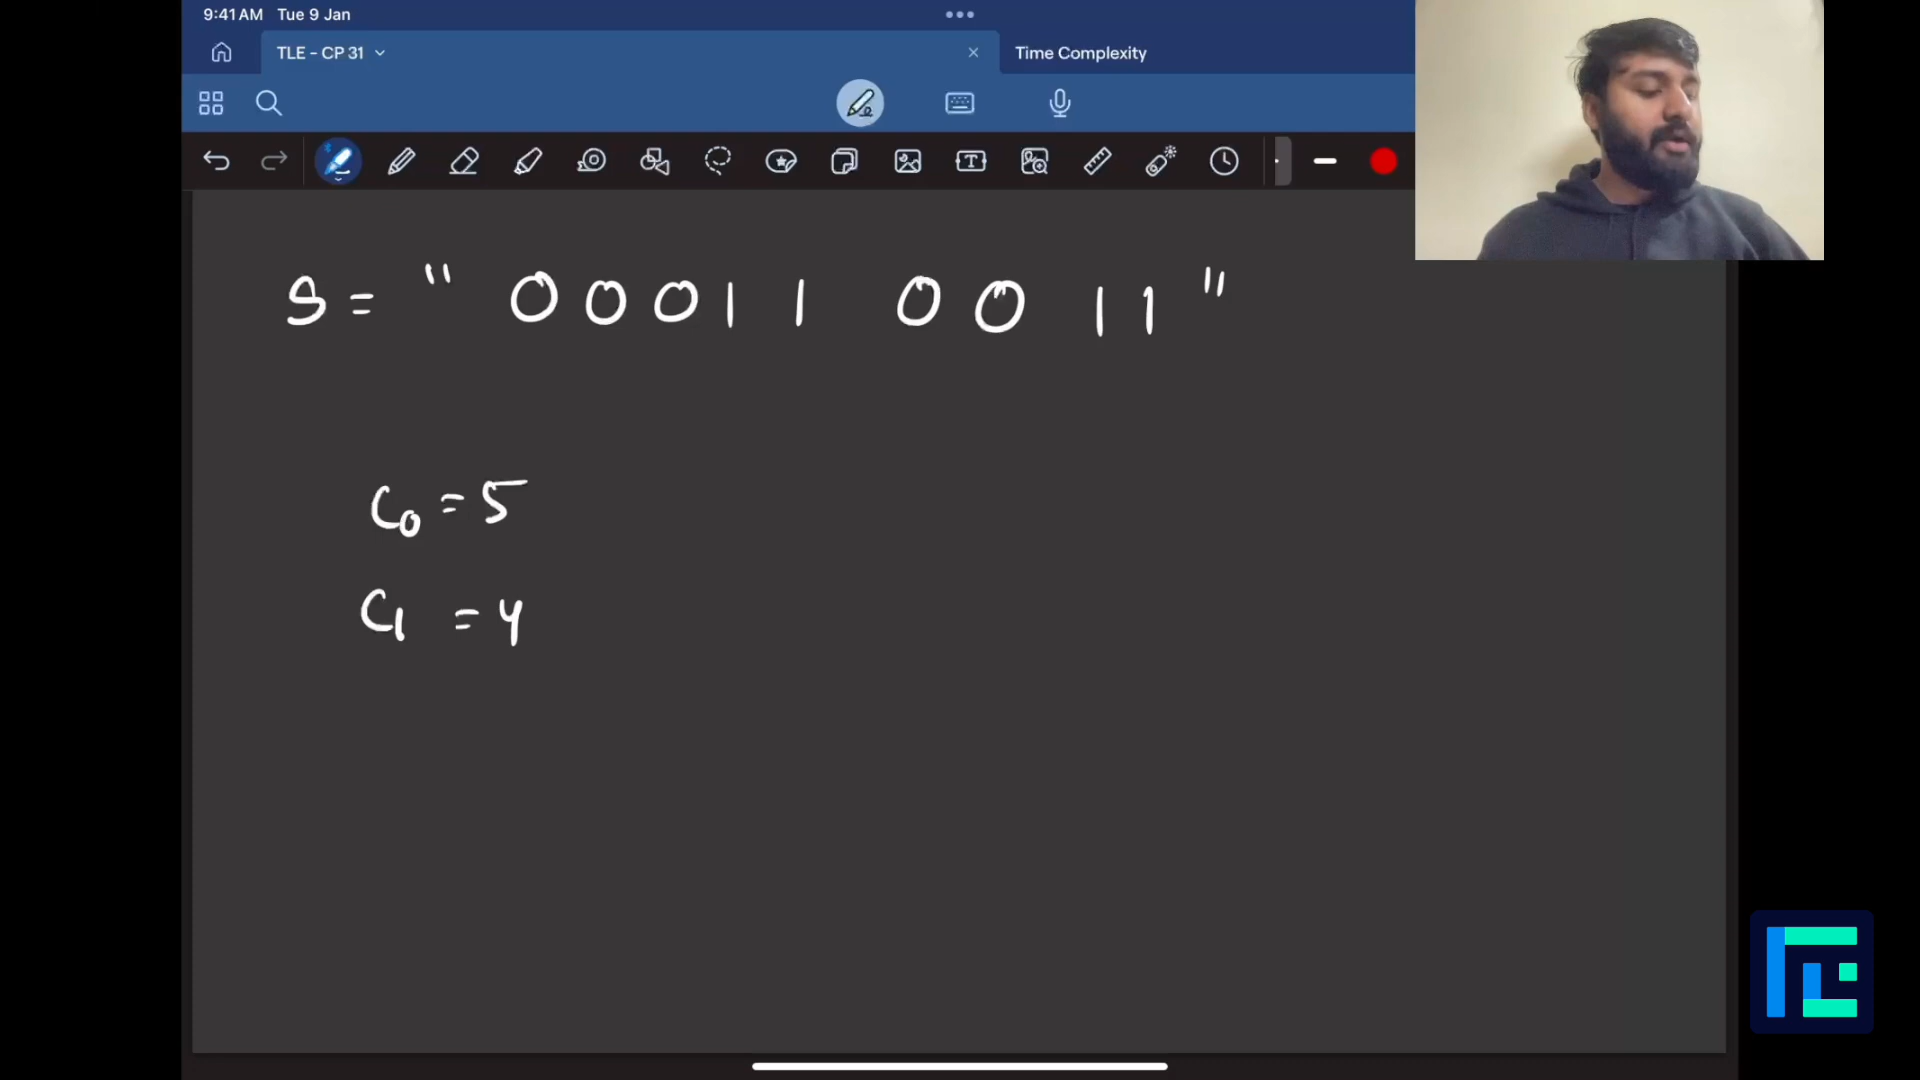 9:41 AM Tue 9 Jan
TLE - CP 31
Time Complexity
S = " 0 0 0 1 1 0 0 1 1 "
C0 = 5
C1 = 4